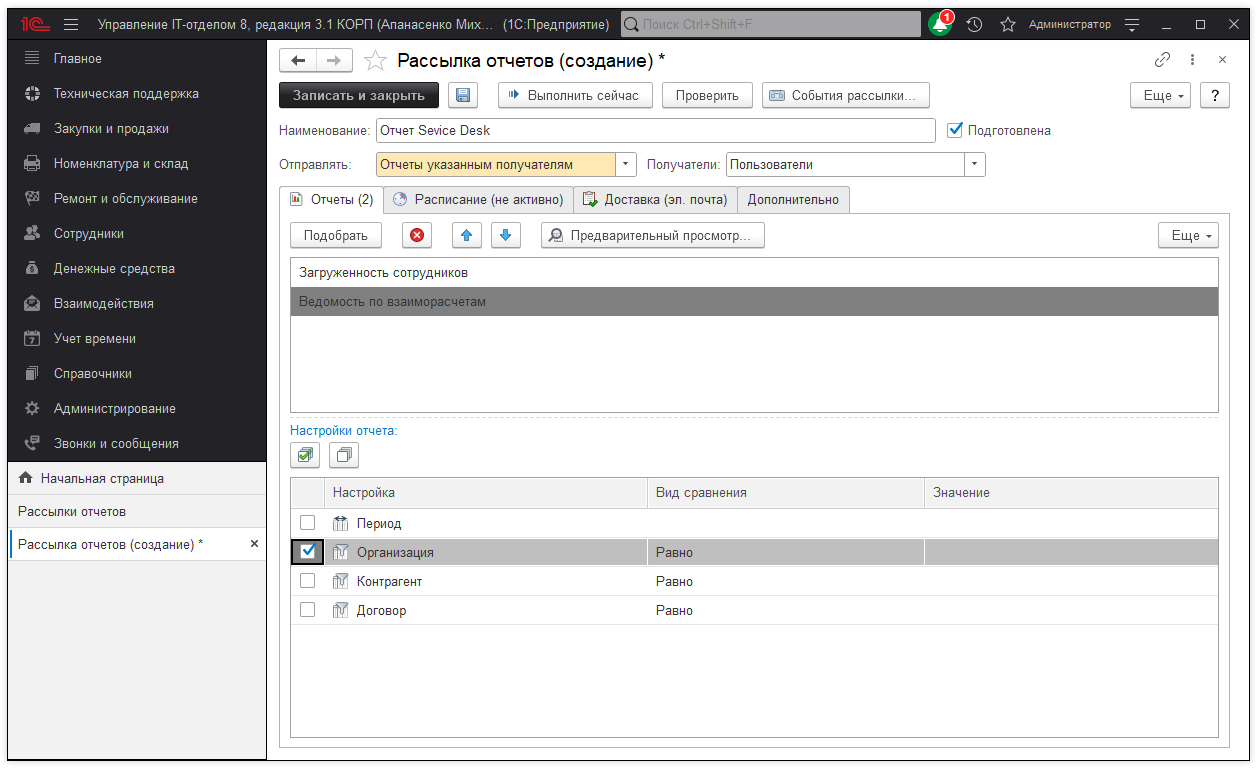 1С Управление IT-отделом 8, редакция 3.1 КОРП (Апанасенко Мих... (1С:Предприятие) Поиск Ctrl+Shift+F 1 Администратор
Главное
Техническая поддержка
Закупки и продажи
Номенклатура и склад
Ремонт и обслуживание
Сотрудники
Денежные средства
Взаимодействия
7 Учет времени
Справочники
Администрирование
Звонки и сообщения
Начальная страница
Рассылки отчетов
Рассылка отчетов (создание) * ×
Рассылка отчетов (создание) *
Записать и закрыть Выполнить сейчас Проверить События рассылки... Еще ?
Наименование: Отчет Sevice Desk Подготовлена
Отправлять: Отчеты указанным получателям Получатели: Пользователи
Отчеты (2) Расписание (не активно) Доставка (эл. почта) Дополнительно
Подобрать Предварительный просмотр... Еще
Загруженность сотрудников
Ведомость по взаиморасчетам
Настройки отчета:
Настройка Вид сравнения Значение
Период
Организация Равно
Контрагент Равно
Договор Равно